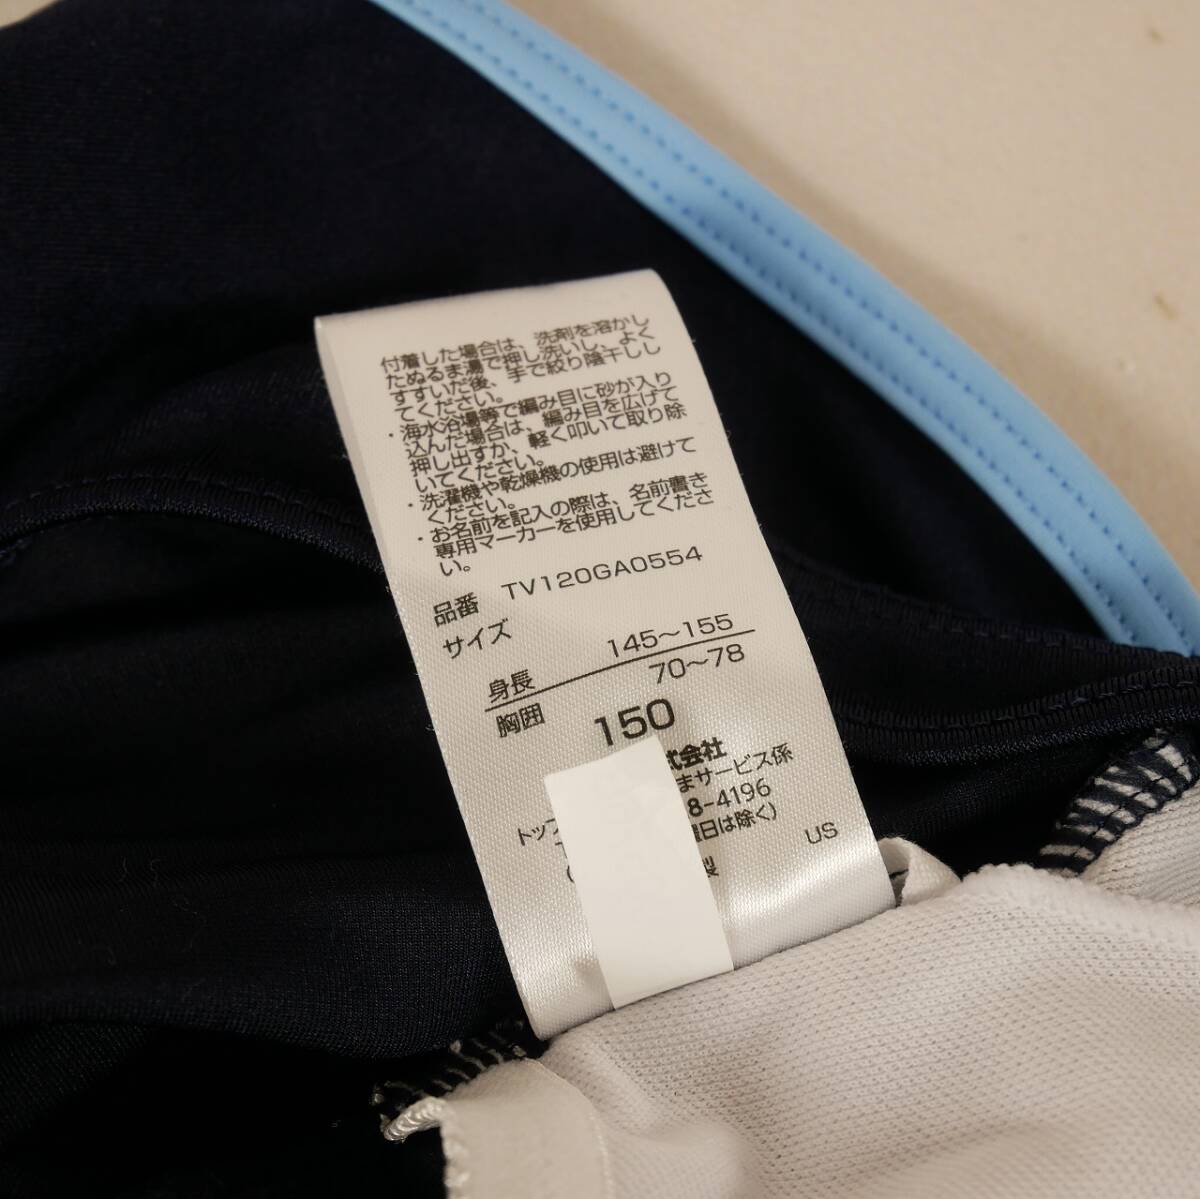 付着した場合は、洗剤を溶かし
たぬるま湯で押し洗いし、よく
すすいだ後、手で絞り陰干しし
てください。
・海水浴場等で編み目に砂が入り
込んだ場合は、編み目を広げて
押し出すか、軽く叩いて取り除
いてください。
・洗濯機や乾燥機の使用は避けて
ください。
・お名前を記入の際は、名前書き
専用マーカーを使用してくださ
い。
品番 TV120GA0554
サイズ
身長 145~155
胸囲 70~78
150
式会社
まサービス係
8-4196
トップ
曜日は除く)
(
製
US